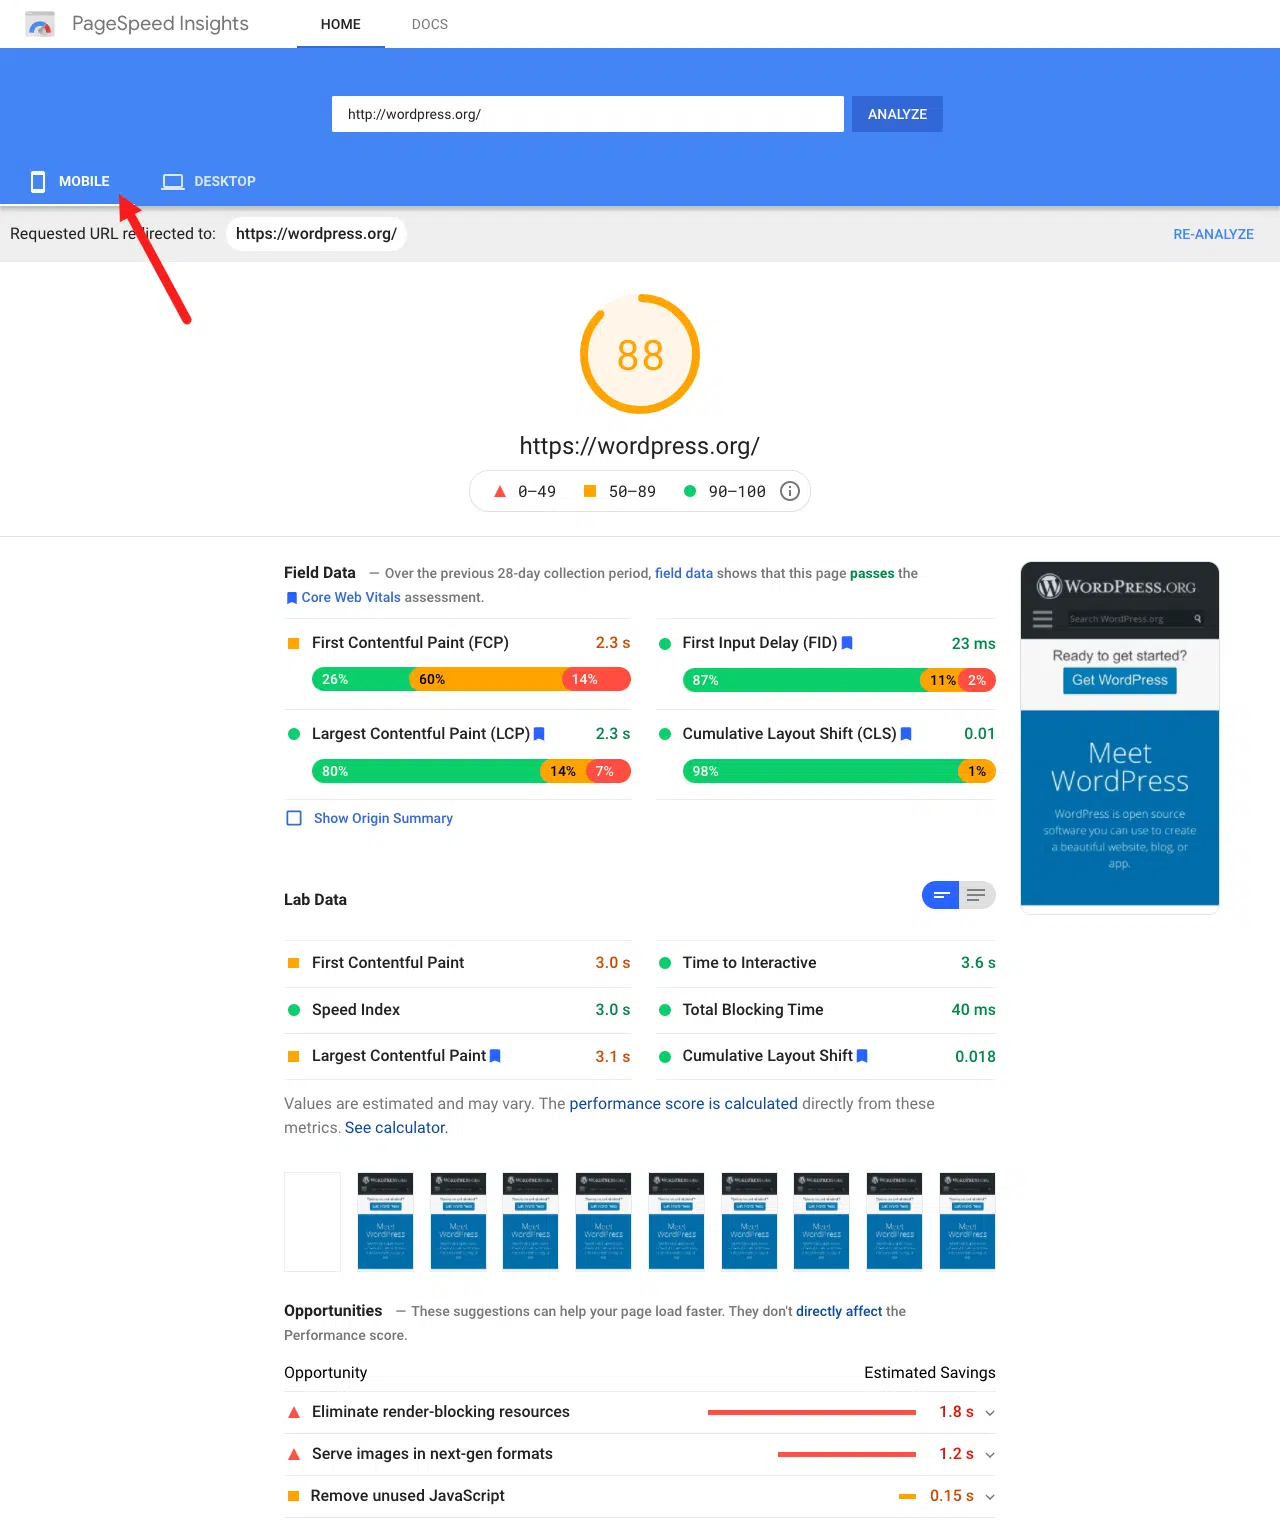 PageSpeed Insights HOME DOCS
http://wordpress.org/ ANALYZE
MOBILE DESKTOP
Requested URL redirected to: https://wordpress.org/ RE-ANALYZE
88
https://wordpress.org/
0–49 50–89 90–100
Field Data — Over the previous 28-day collection period, field data shows that this page passes the
Core Web Vitals assessment.
First Contentful Paint (FCP) 2.3 s
26% 60% 14%
First Input Delay (FID) 23 ms
87% 11% 2%
Largest Contentful Paint (LCP) 2.3 s
80% 14% 7%
Cumulative Layout Shift (CLS) 0.01
98% 1%
Show Origin Summary
WORDPRESS.ORG
Search WordPress.org
Ready to get started?
Get WordPress
Meet
WordPress
WordPress is open source
software you can use to create
a beautiful website, blog, or
app.
Lab Data
First Contentful Paint 3.0 s
Time to Interactive 3.6 s
Speed Index 3.0 s
Total Blocking Time 40 ms
Largest Contentful Paint 3.1 s
Cumulative Layout Shift 0.018
Values are estimated and may vary. The performance score is calculated directly from these
metrics. See calculator.
Opportunities — These suggestions can help your page load faster. They don't directly affect the
Performance score.
Opportunity Estimated Savings
Eliminate render-blocking resources 1.8 s
Serve images in next-gen formats 1.2 s
Remove unused JavaScript 0.15 s